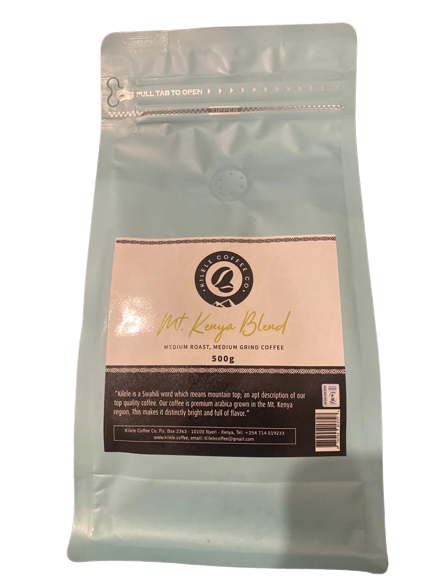 PULL TAB TO OPEN
ZIPPER
KILELE COFFEE CO.
Mt. Kenya Blend
MEDIUM ROAST, MEDIUM GRIND COFFEE
500g
"Kilele is a Swahili word which means mountain top; an apt description of our
top quality coffee. Our coffee is premium arabica grown in the Mt. Kenya
region. This makes it distinctly bright and full of flavor."
Kilele Coffee Co. P.o. Box 2363 - 10100 Nyeri - Kenya, Tel: +254 714 019233
www.kilele.coffee, email: Kilelecoffee@gmail.com